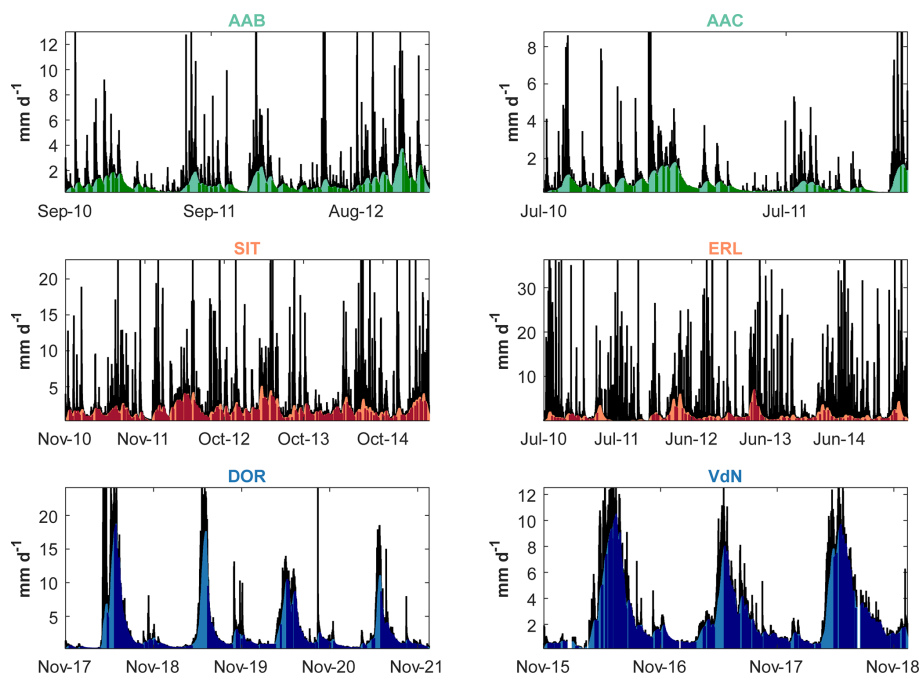 AAB
12
10
8
6
4
2
mm d-1
Sep-10 Sep-11 Aug-12
AAC
8
6
4
2
mm d-1
Jul-10 Jul-11
SIT
20
15
10
5
mm d-1
Nov-10 Nov-11 Oct-12 Oct-13 Oct-14
ERL
30
20
10
mm d-1
Jul-10 Jul-11 Jun-12 Jun-13 Jun-14
DOR
20
15
10
5
mm d-1
Nov-17 Nov-18 Nov-19 Nov-20 Nov-21
VdN
12
10
8
6
4
2
mm d-1
Nov-15 Nov-16 Nov-17 Nov-18